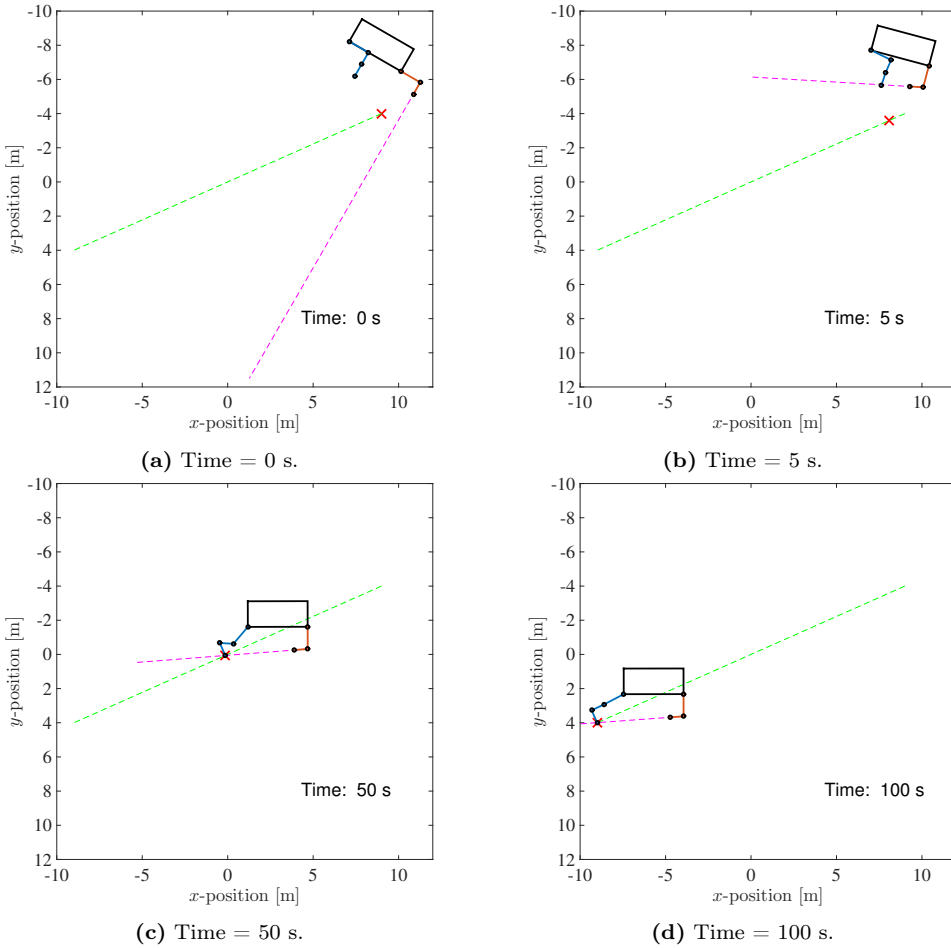 -10
-8
-6
-4
-2
0
2
4
6
8
10
12
y-position [m]
Time: 0 s
-10 -5 0 5 10
x-position [m]
(a) Time = 0 s.
-10
-8
-6
-4
-2
0
2
4
6
8
10
12
y-position [m]
Time: 5 s
-10 -5 0 5 10
x-position [m]
(b) Time = 5 s.
-10
-8
-6
-4
-2
0
2
4
6
8
10
12
y-position [m]
Time: 50 s
-10 -5 0 5 10
x-position [m]
(c) Time = 50 s.
-10
-8
-6
-4
-2
0
2
4
6
8
10
12
y-position [m]
Time: 100 s
-10 -5 0 5 10
x-position [m]
(d) Time = 100 s.